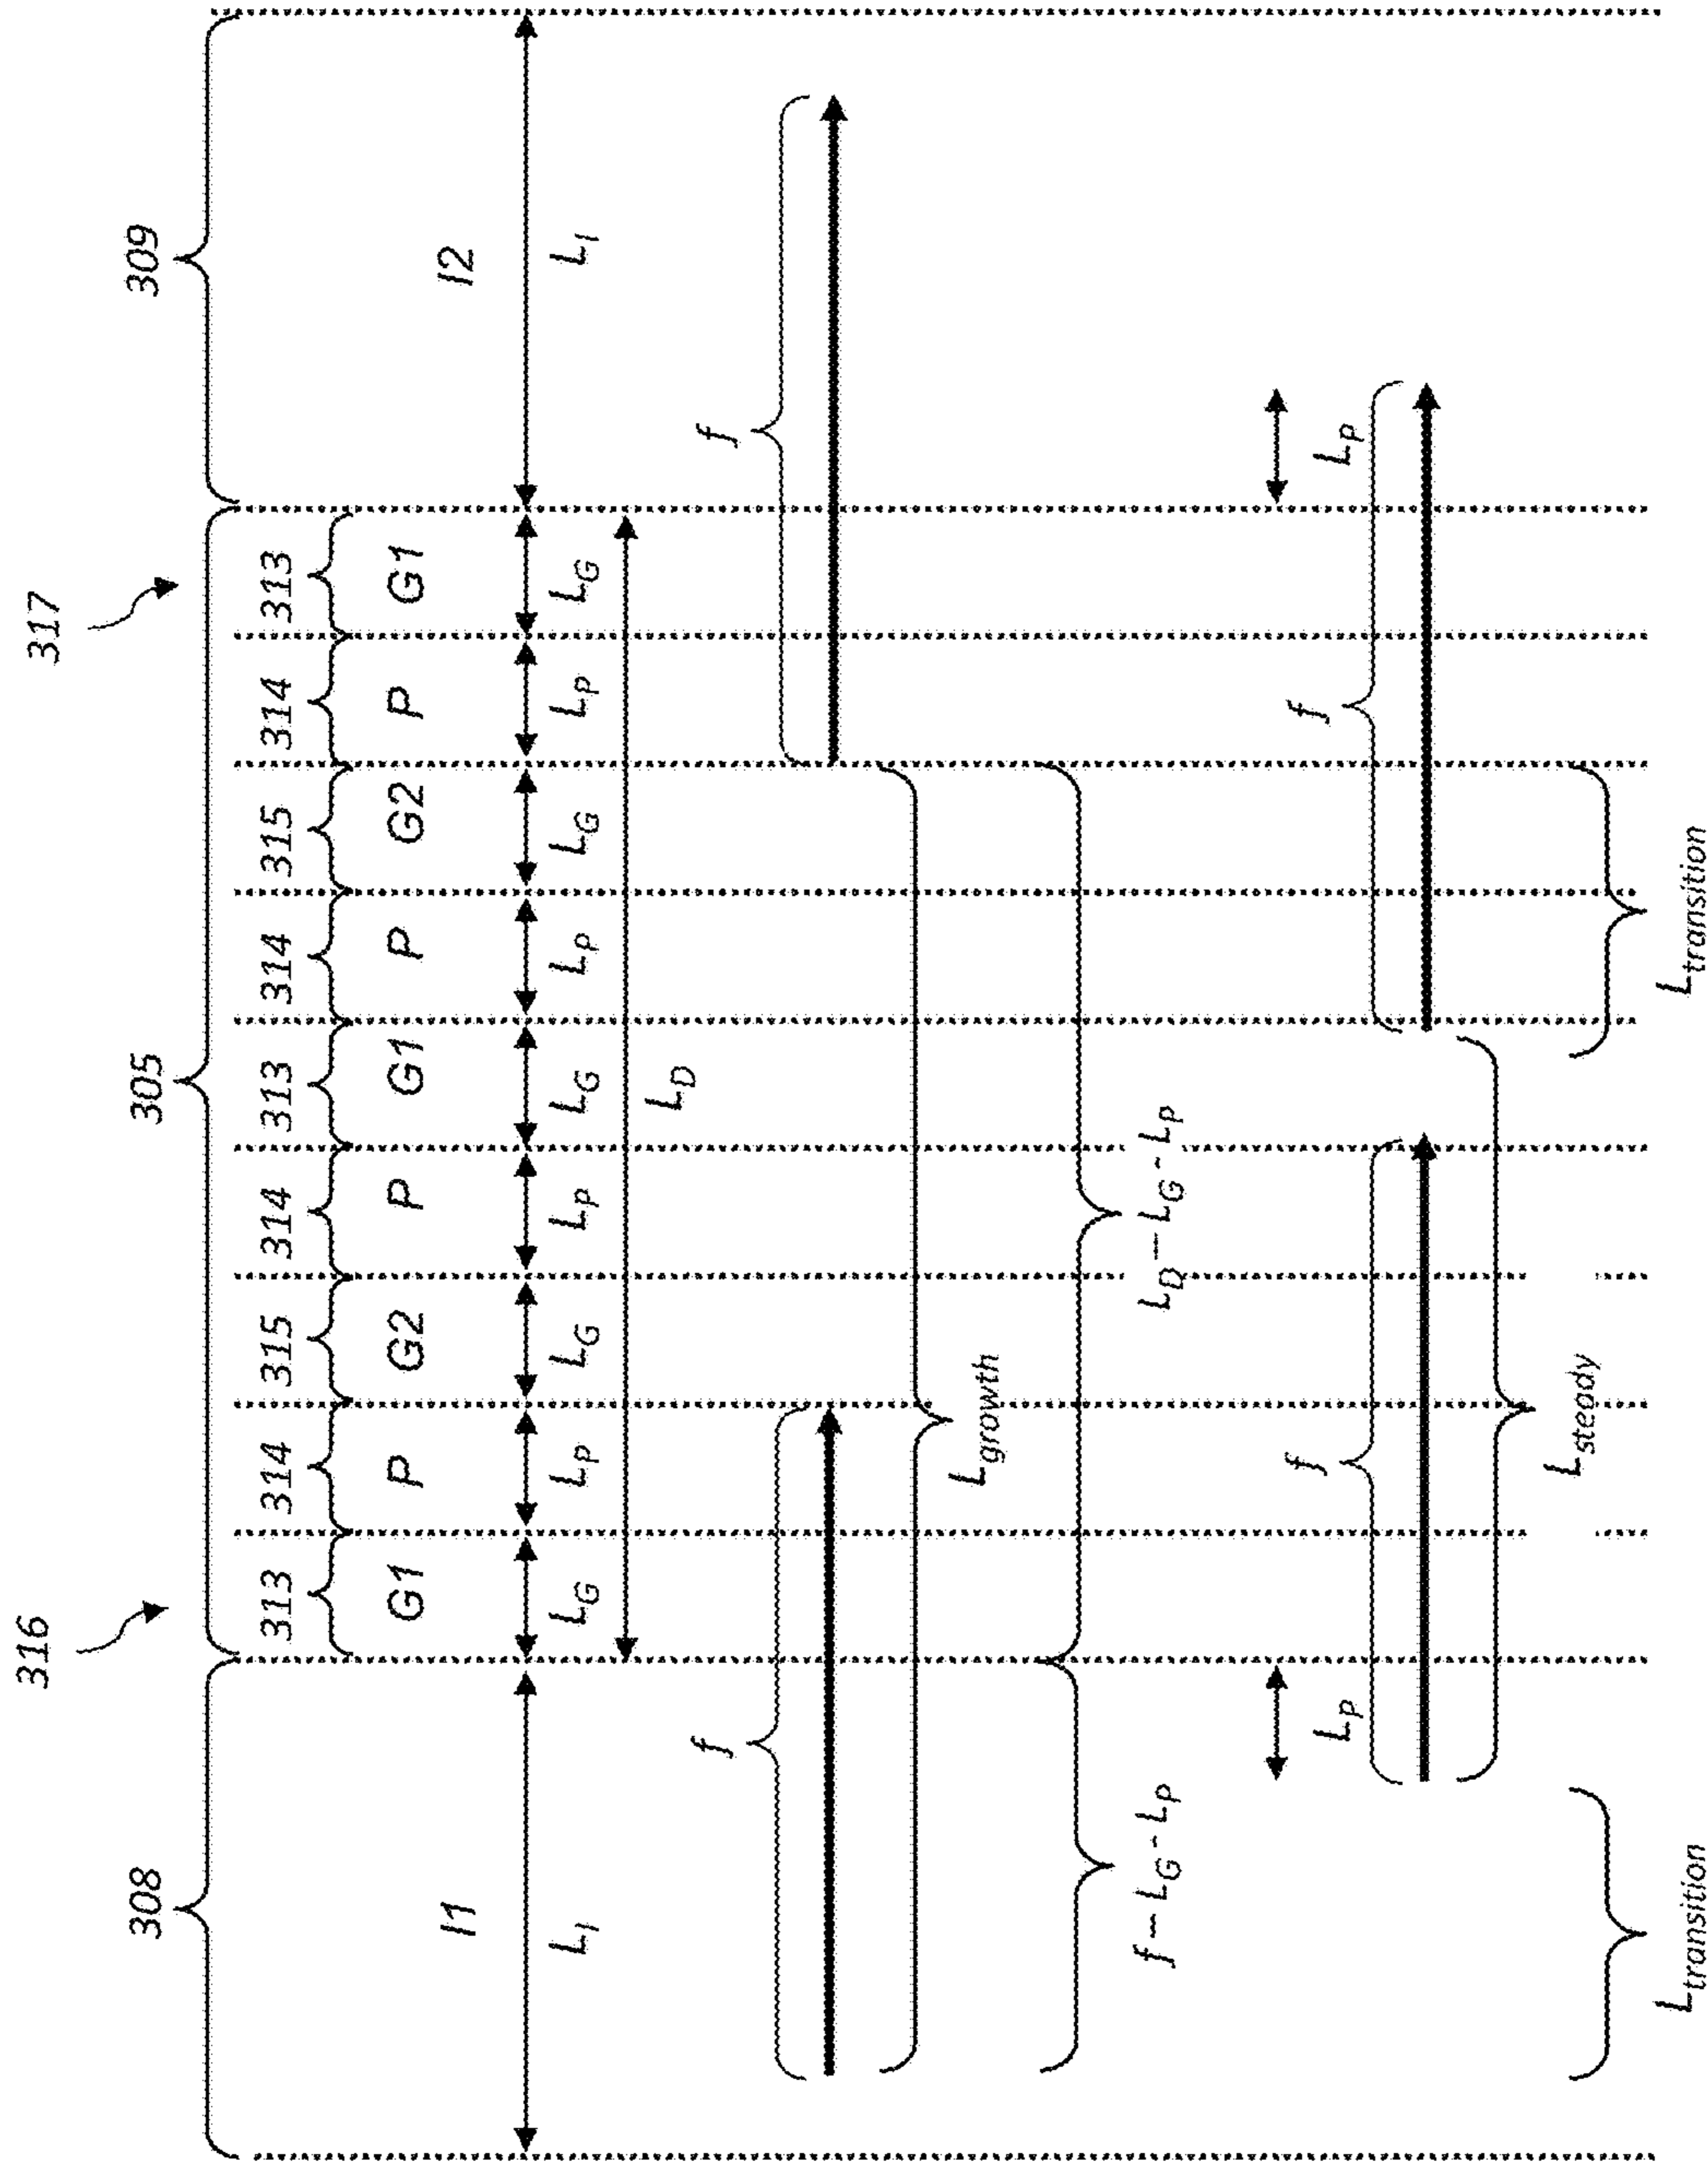 316 317
308 305 309
313 314 315 314 313 314 315 314 313
G1 P G2 P G1 P G2 P G1
I1 I2
L_I L_G L_P L_G L_P L_G L_P L_G L_P L_G L_I
L_D
f f
L_growth
f – L_G - L_P L_D – L_G - L_P
L_P f f L_P
L_steady
L_transition L_transition